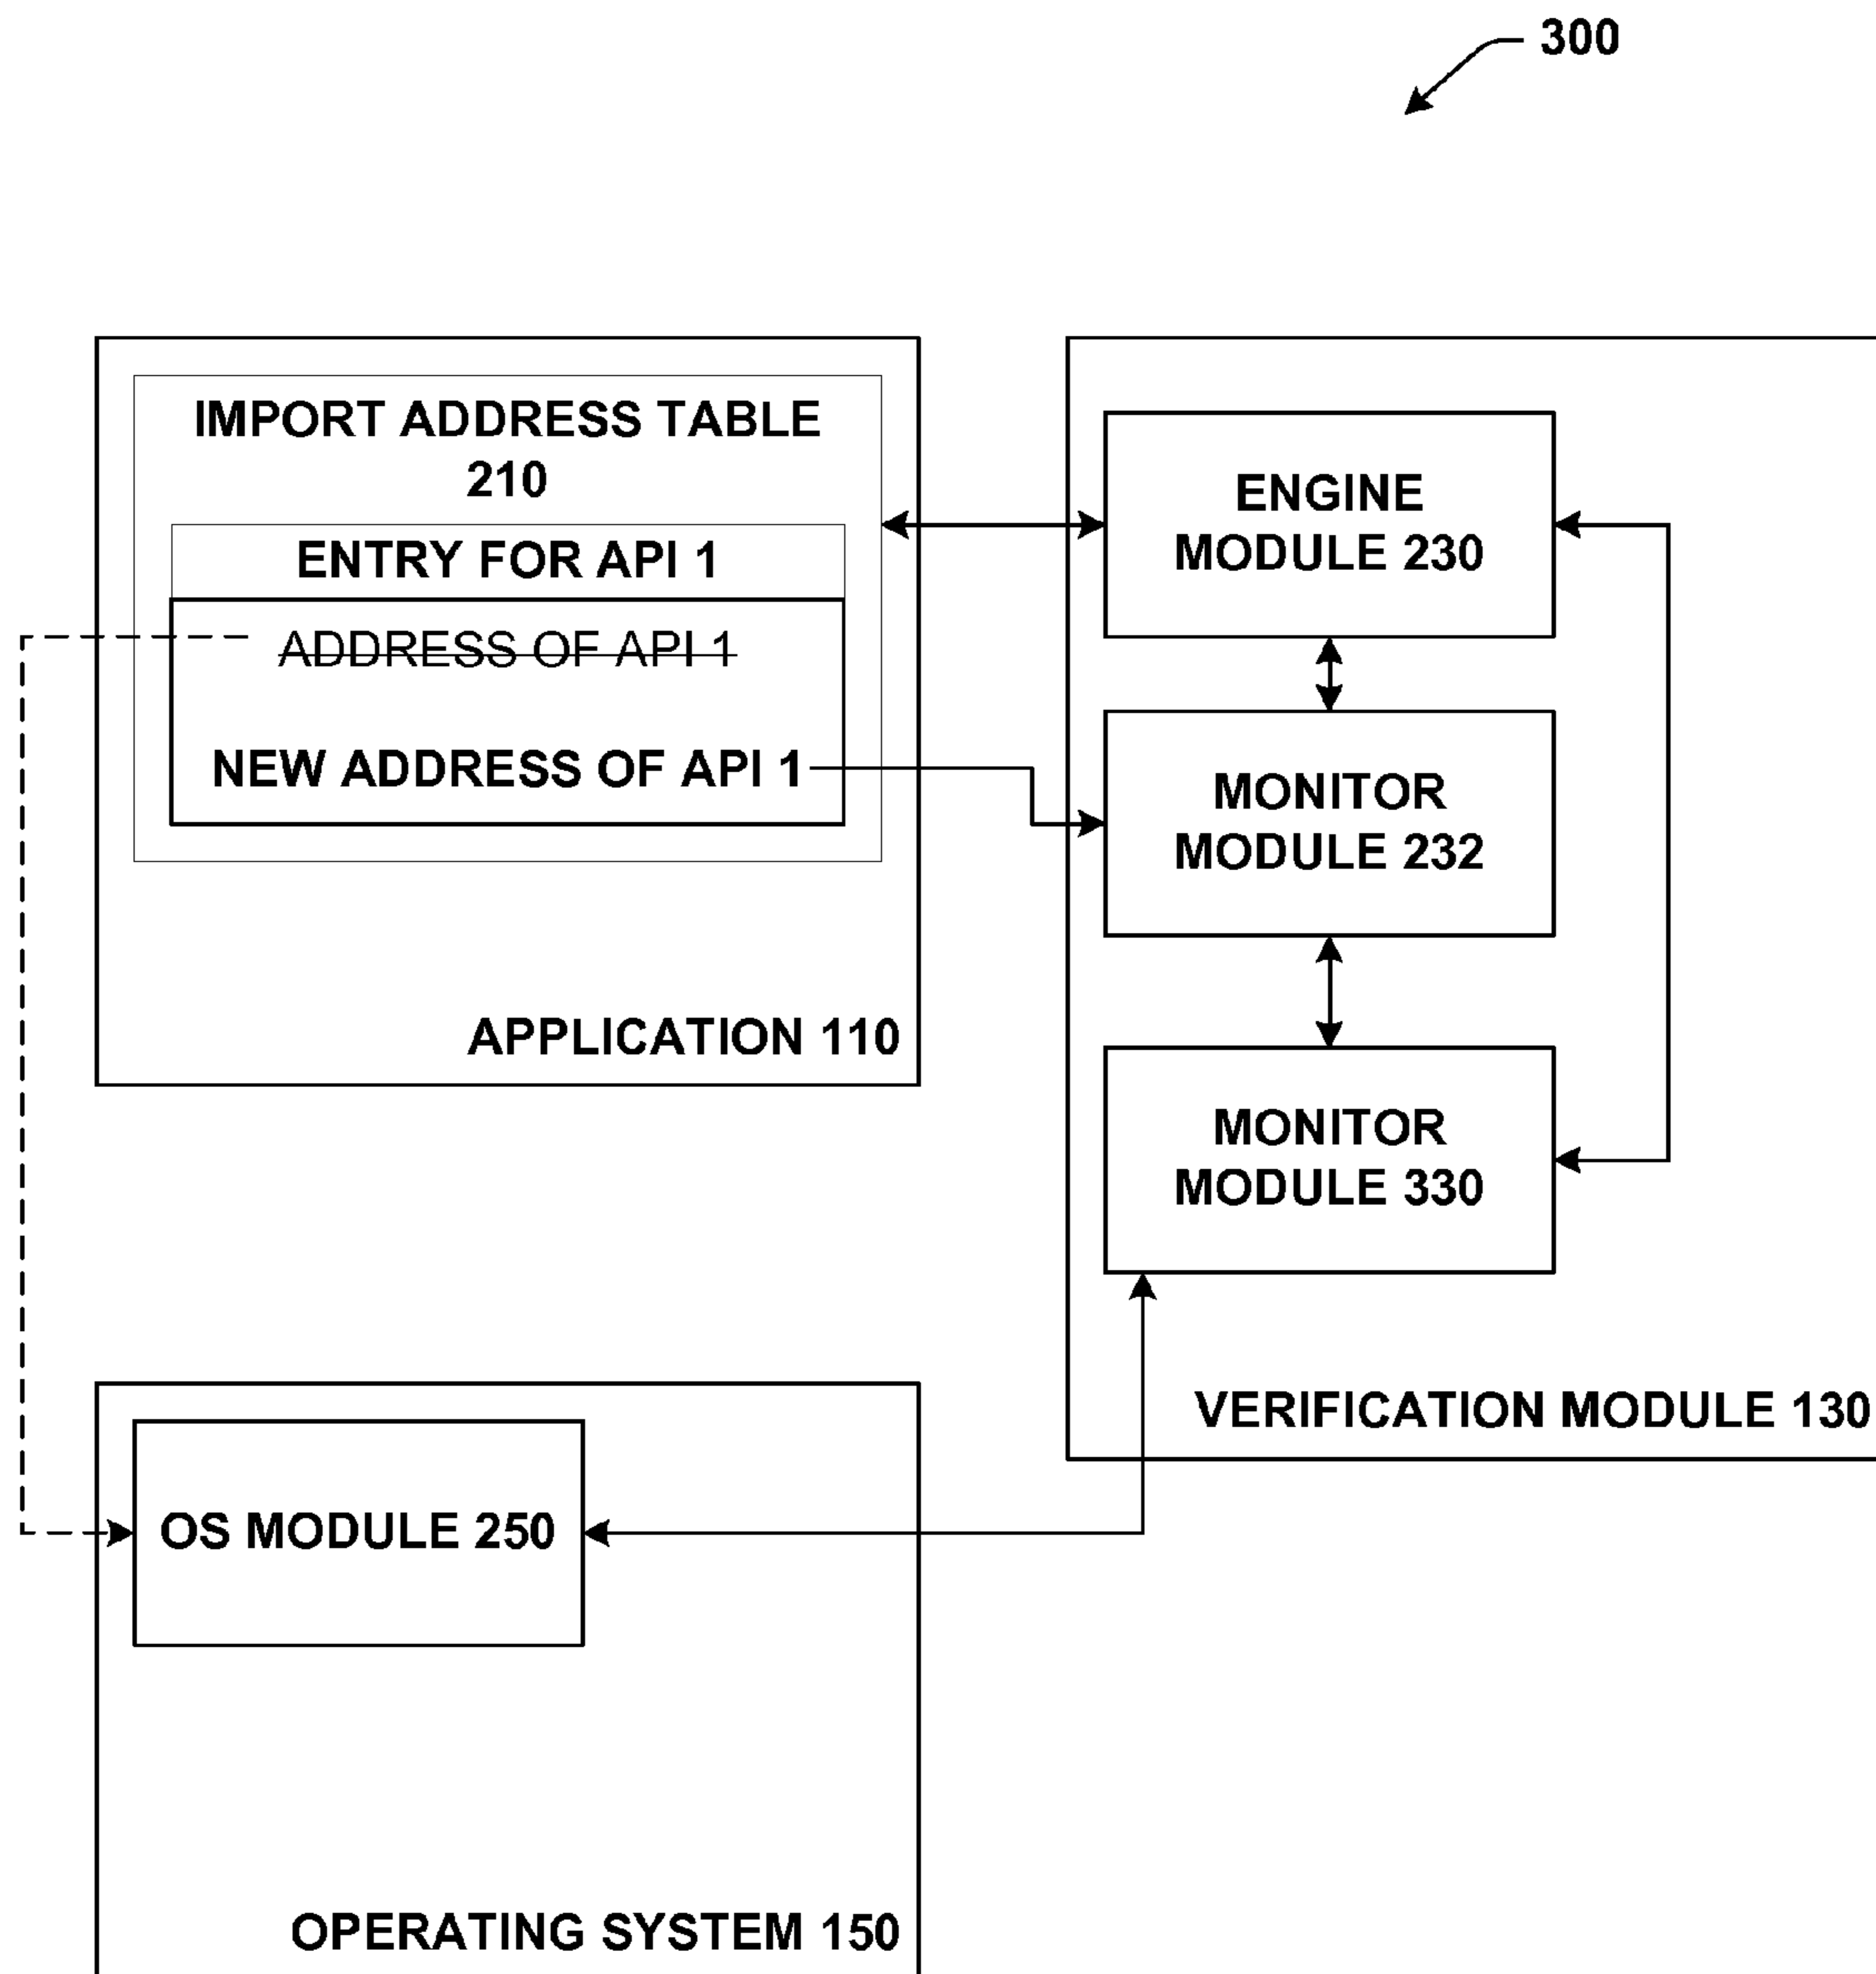 300
IMPORT ADDRESS TABLE
210
ENTRY FOR API 1
ADDRESS OF API 1
NEW ADDRESS OF API 1
APPLICATION 110
ENGINE
MODULE 230
MONITOR
MODULE 232
MONITOR
MODULE 330
VERIFICATION MODULE 130
OS MODULE 250
OPERATING SYSTEM 150